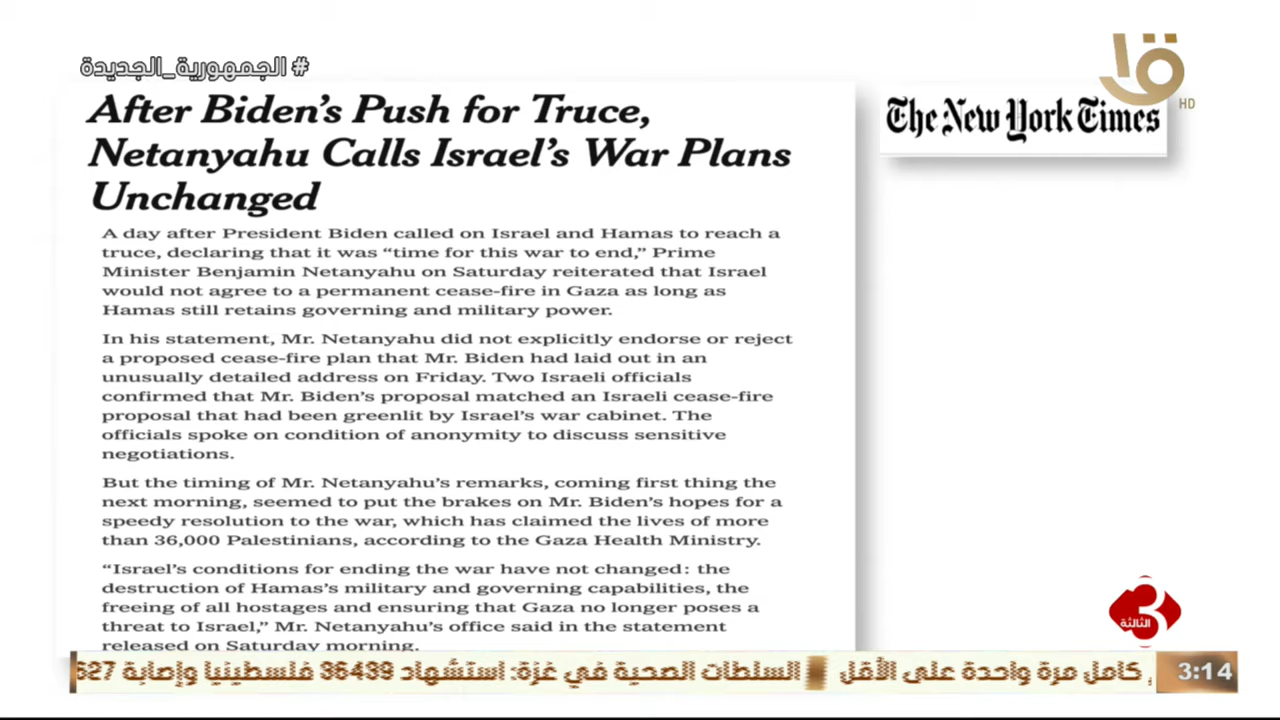 # الجمهورية_الجديدة
HD
The New York Times
After Biden's Push for Truce,
Netanyahu Calls Israel's War Plans
Unchanged
A day after President Biden called on Israel and Hamas to reach a
truce, declaring that it was “time for this war to end,” Prime
Minister Benjamin Netanyahu on Saturday reiterated that Israel
would not agree to a permanent cease-fire in Gaza as long as
Hamas still retains governing and military power.
In his statement, Mr. Netanyahu did not explicitly endorse or reject
a proposed cease-fire plan that Mr. Biden had laid out in an
unusually detailed address on Friday. Two Israeli officials
confirmed that Mr. Biden’s proposal matched an Israeli cease-fire
proposal that had been greenlit by Israel’s war cabinet. The
officials spoke on condition of anonymity to discuss sensitive
negotiations.
But the timing of Mr. Netanyahu’s remarks, coming first thing the
next morning, seemed to put the brakes on Mr. Biden’s hopes for a
speedy resolution to the war, which has claimed the lives of more
than 36,000 Palestinians, according to the Gaza Health Ministry.
“Israel’s conditions for ending the war have not changed: the
destruction of Hamas’s military and governing capabilities, the
freeing of all hostages and ensuring that Gaza no longer poses a
threat to Israel,” Mr. Netanyahu’s office said in the statement
released on Saturday morning.
3 الثالثة
كامل مرة واحدة على الأقل السلطات الصحية في غزة: استشهاد 36439 فلسطينيا وإصابة 627
3:14